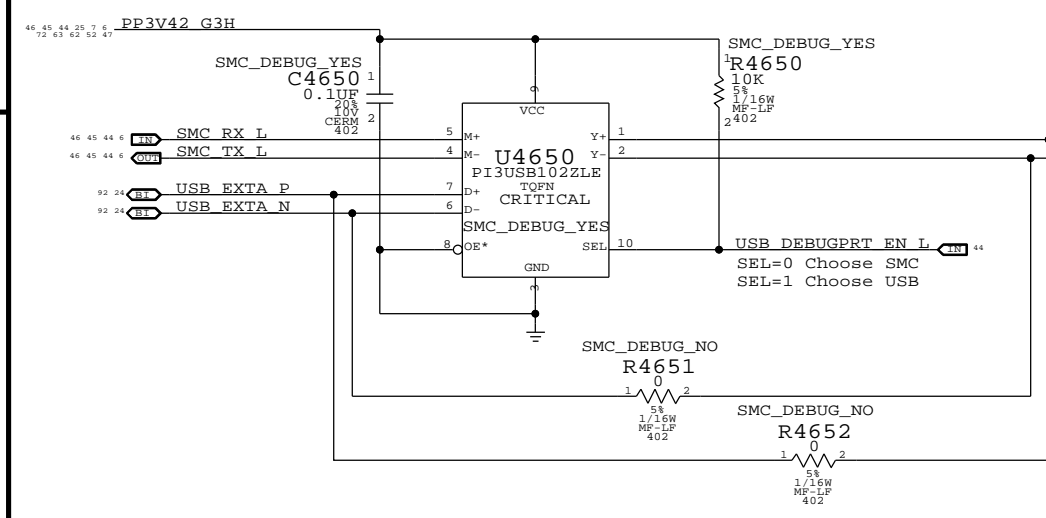 46 45 44 25 7 6 PP3V42_G3H
72 63 62 52 47
SMC_DEBUG_YES
C4650 1
0.1UF
20%
10V
CERM 2
402
SMC_DEBUG_YES
1 R4650
10K
5%
1/16W
MF-LF
2 402
9
VCC
46 45 44 6 IN SMC_RX_L 5 M+ Y+ 1
46 45 44 6 OUT SMC_TX_L 4 M- Y- 2
U4650
PI3USB102ZLE
TQFN
CRITICAL
92 24 BI USB_EXTA_P 7 D+
92 24 BI USB_EXTA_N 6 D-
SMC_DEBUG_YES
8 OE* SEL 10 USB_DEBUGPRT_EN_L IN 44
SEL=0 Choose SMC
SEL=1 Choose USB
GND
3
SMC_DEBUG_NO
R4651
0
1 2
5%
1/16W
MF-LF
402
SMC_DEBUG_NO
R4652
0
1 2
5%
1/16W
MF-LF
402